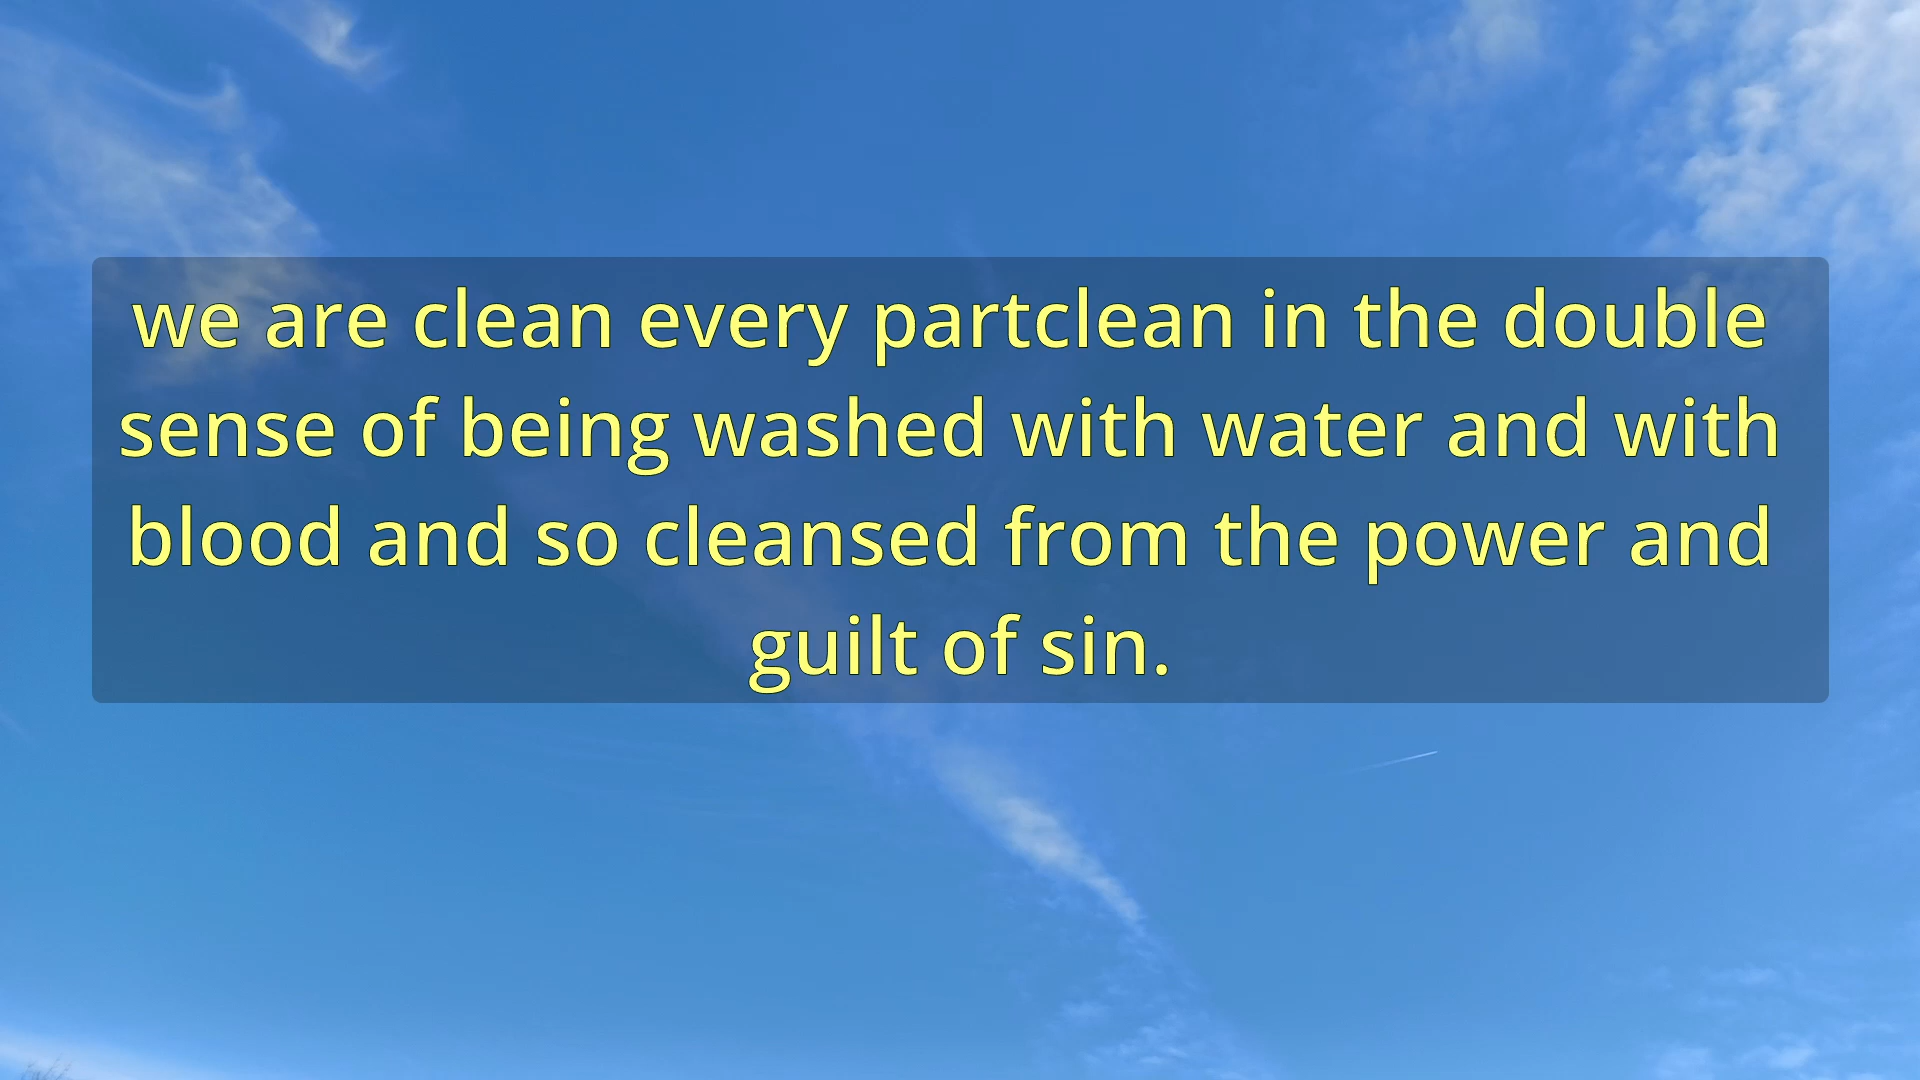 we are clean every partclean in the double
sense of being washed with water and with
blood and so cleansed from the power and
guilt of sin.